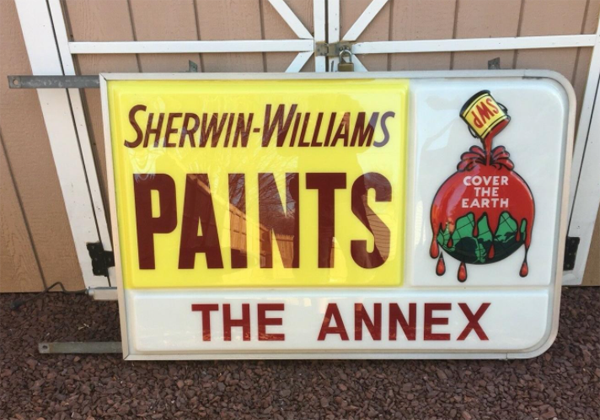 SHERWIN-WILLIAMS
PAINTS
SWP
COVER
THE
EARTH
THE ANNEX